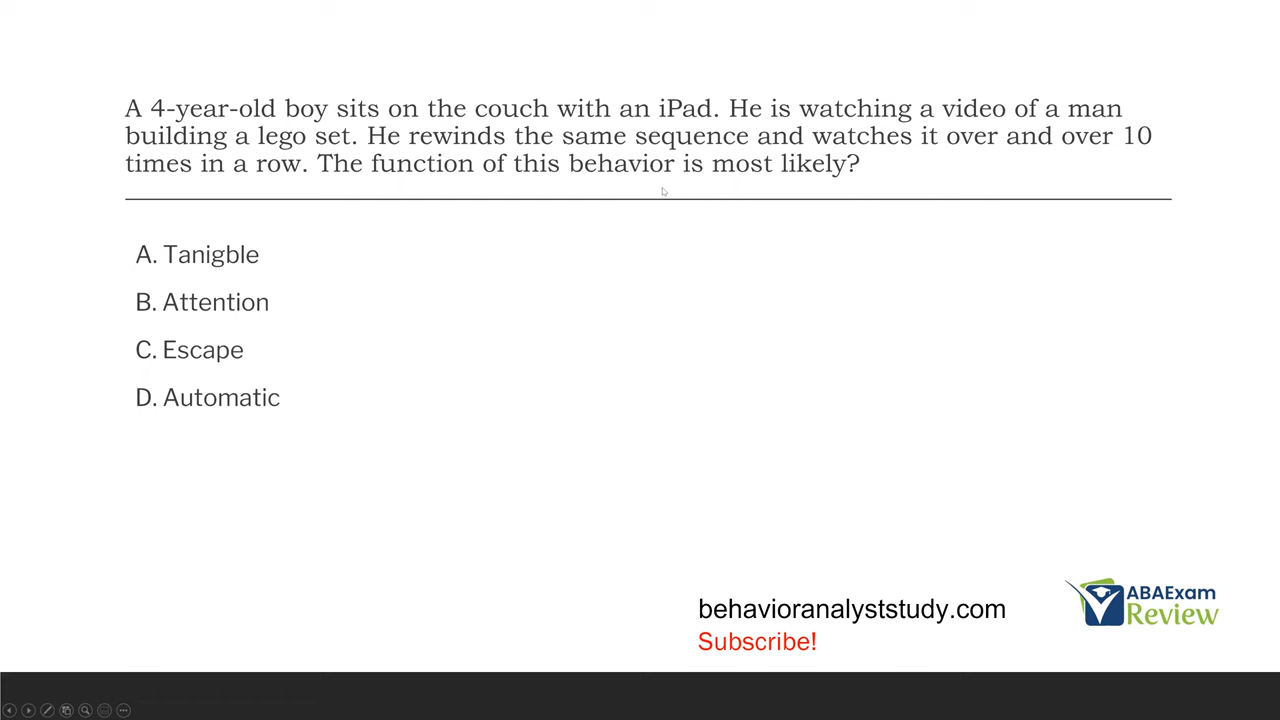 A 4-year-old boy sits on the couch with an iPad. He is watching a video of a man
building a lego set. He rewinds the same sequence and watches it over and over 10
times in a row. The function of this behavior is most likely?
A. Tanigble
B. Attention
C. Escape
D. Automatic
behavioranalyststudy.com
Subscribe!
ABAExam
Review